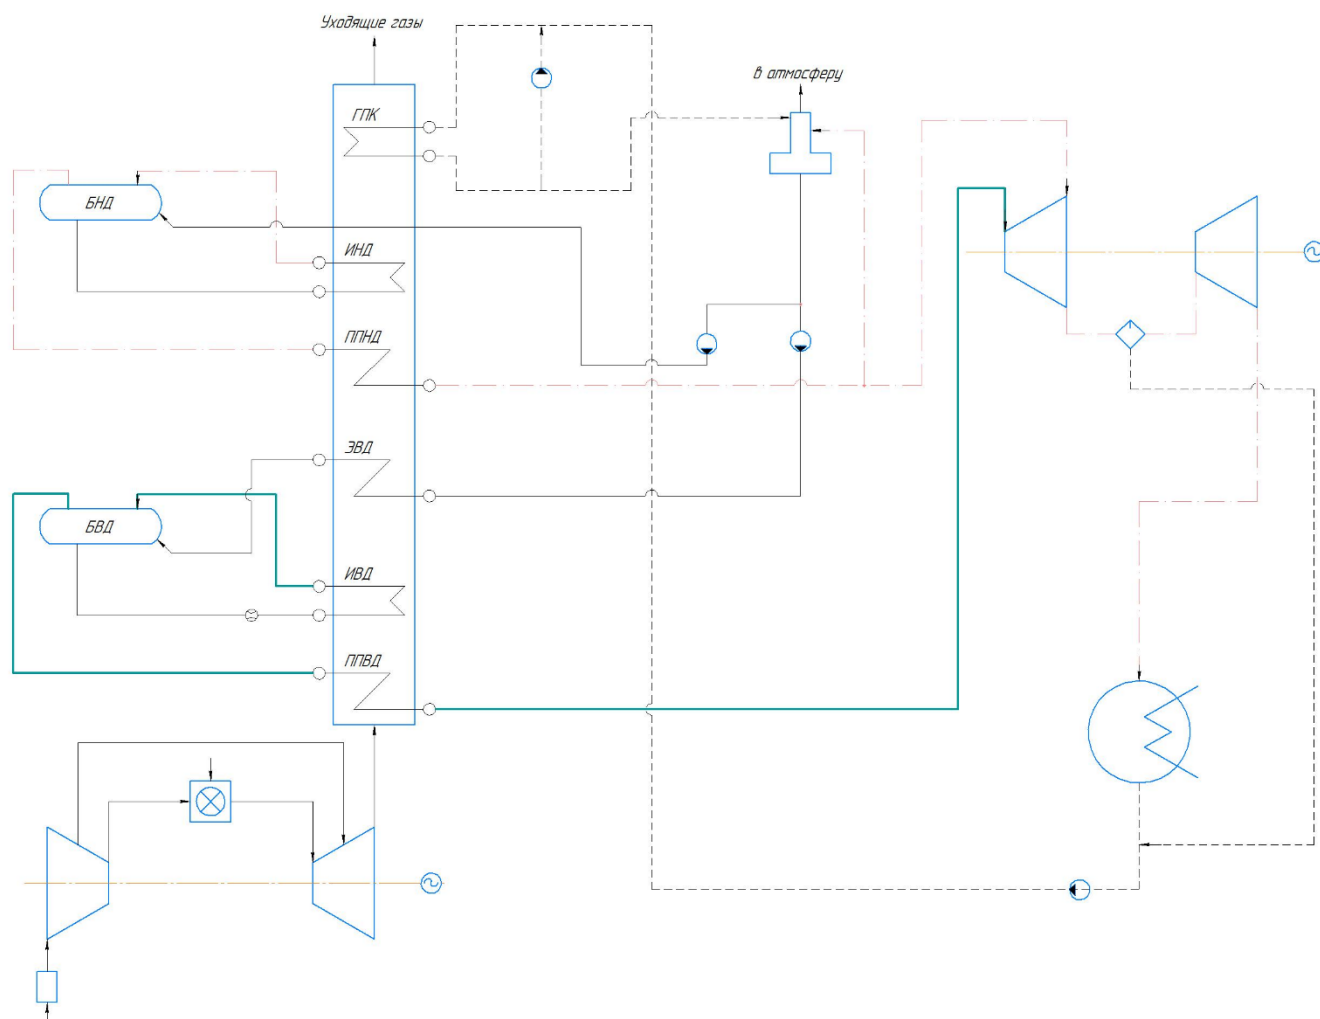 Уходящие газы
в атмосферу
ГПК
БНД
ИНД
ППНД
ЭВД
БВД
ИВД
ППВД